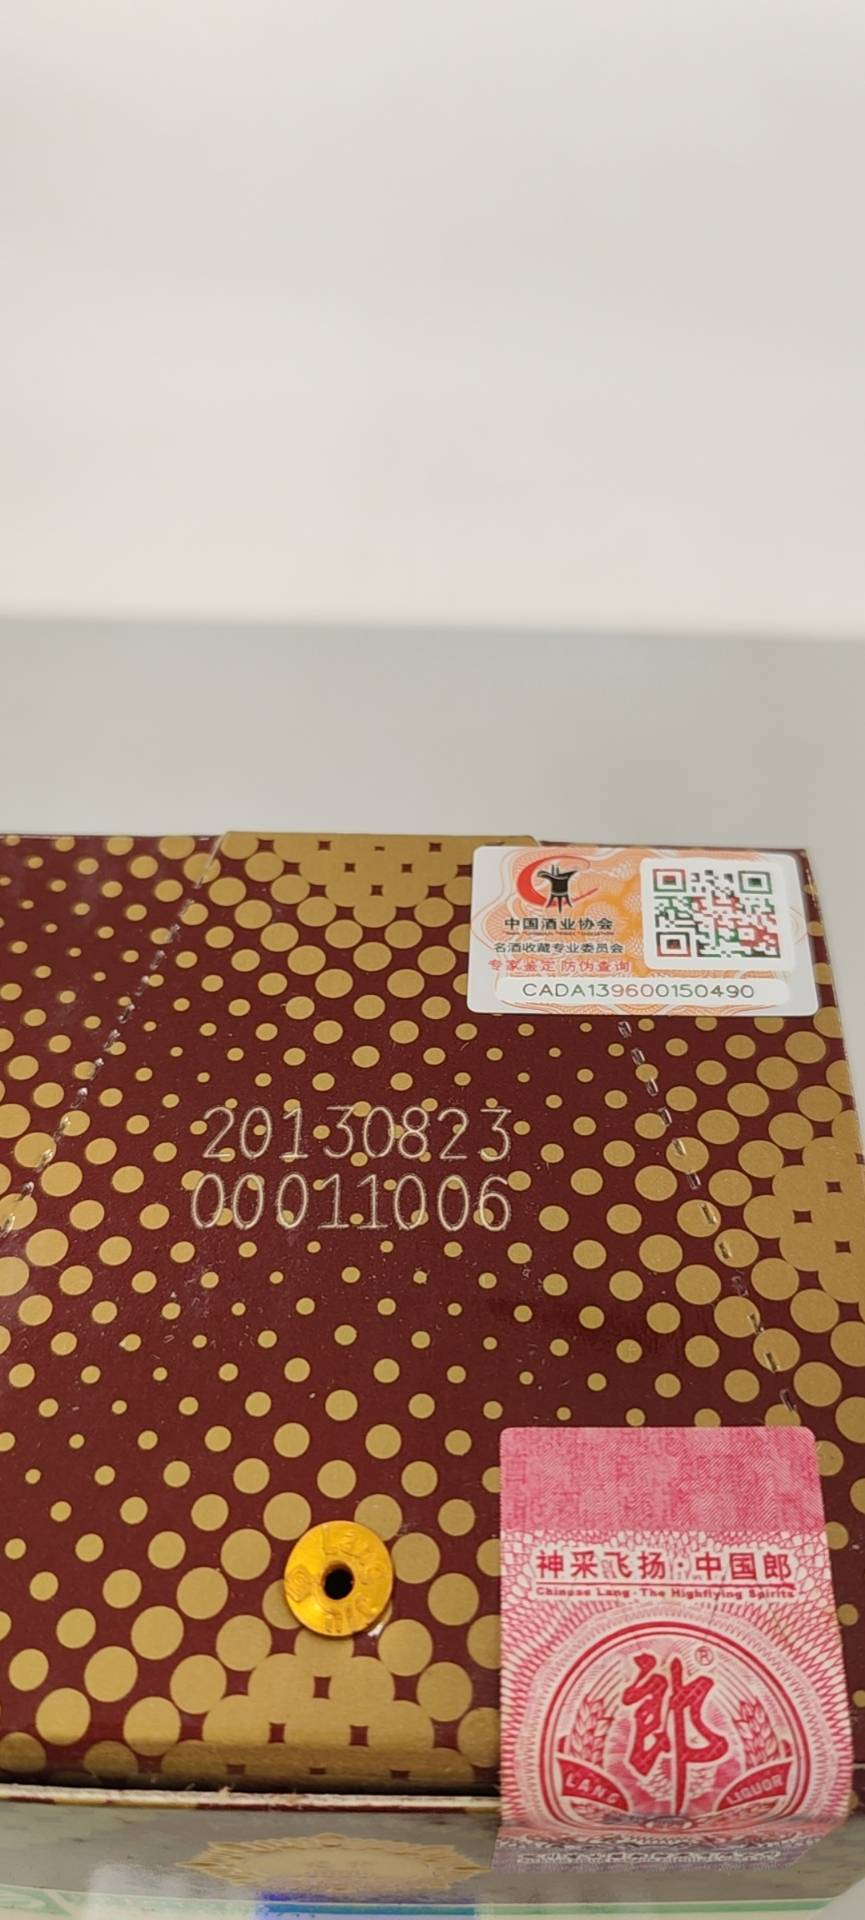 中国酒业协会
名酒收藏专业委员会
专家鉴定 防伪查询
CADA139600150490
20130823
00011006
神采飞扬·中国郎
Chinese Lang·The Highflying Spirits
郎®
LANG LIQUOR